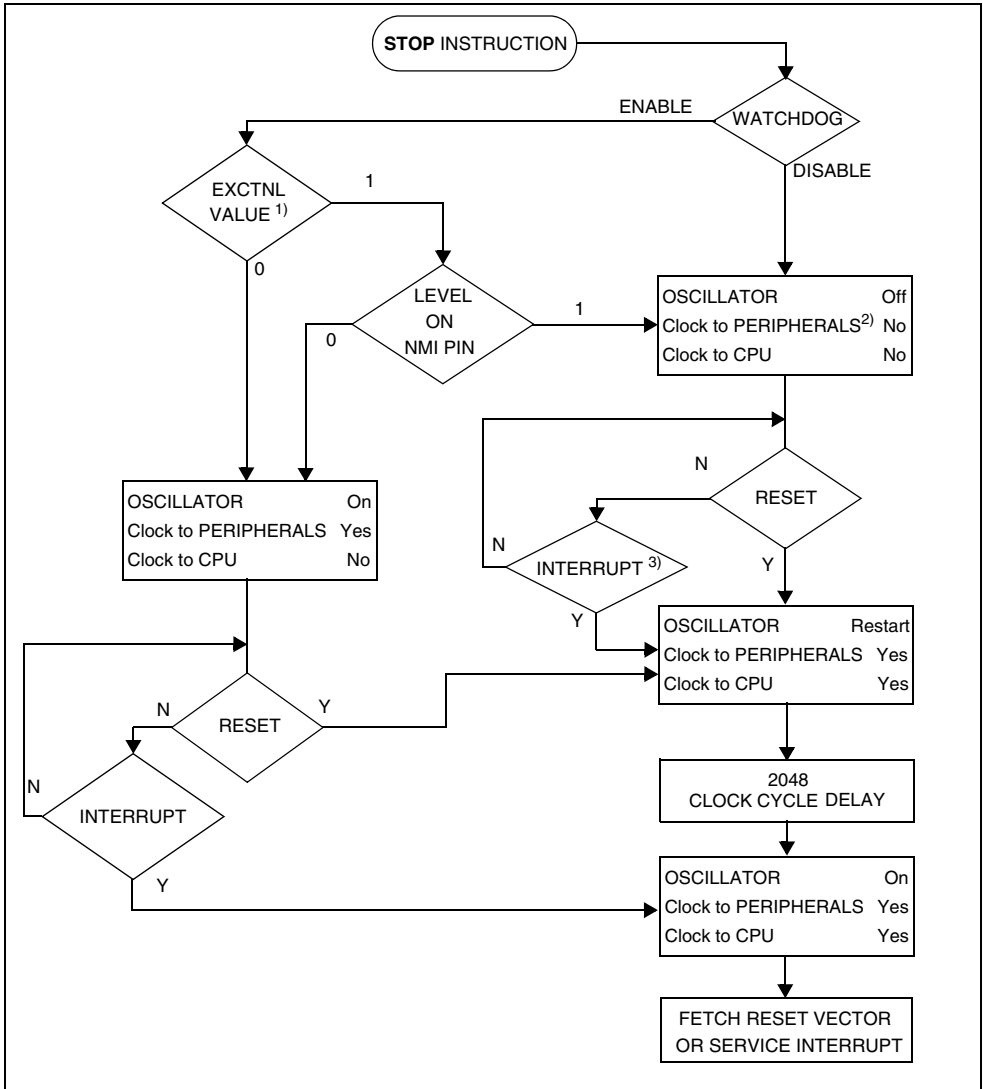 STOP INSTRUCTION
ENABLE
WATCHDOG
DISABLE
EXCTNL
VALUE 1)
1
0
LEVEL
ON
NMI PIN
1
0
OSCILLATOR Off
Clock to PERIPHERALS2) No
Clock to CPU No
N
RESET
Y
N
INTERRUPT 3)
Y
OSCILLATOR On
Clock to PERIPHERALS Yes
Clock to CPU No
OSCILLATOR Restart
Clock to PERIPHERALS Yes
Clock to CPU Yes
N
RESET
Y
N
INTERRUPT
Y
2048
CLOCK CYCLE DELAY
OSCILLATOR On
Clock to PERIPHERALS Yes
Clock to CPU Yes
FETCH RESET VECTOR
OR SERVICE INTERRUPT